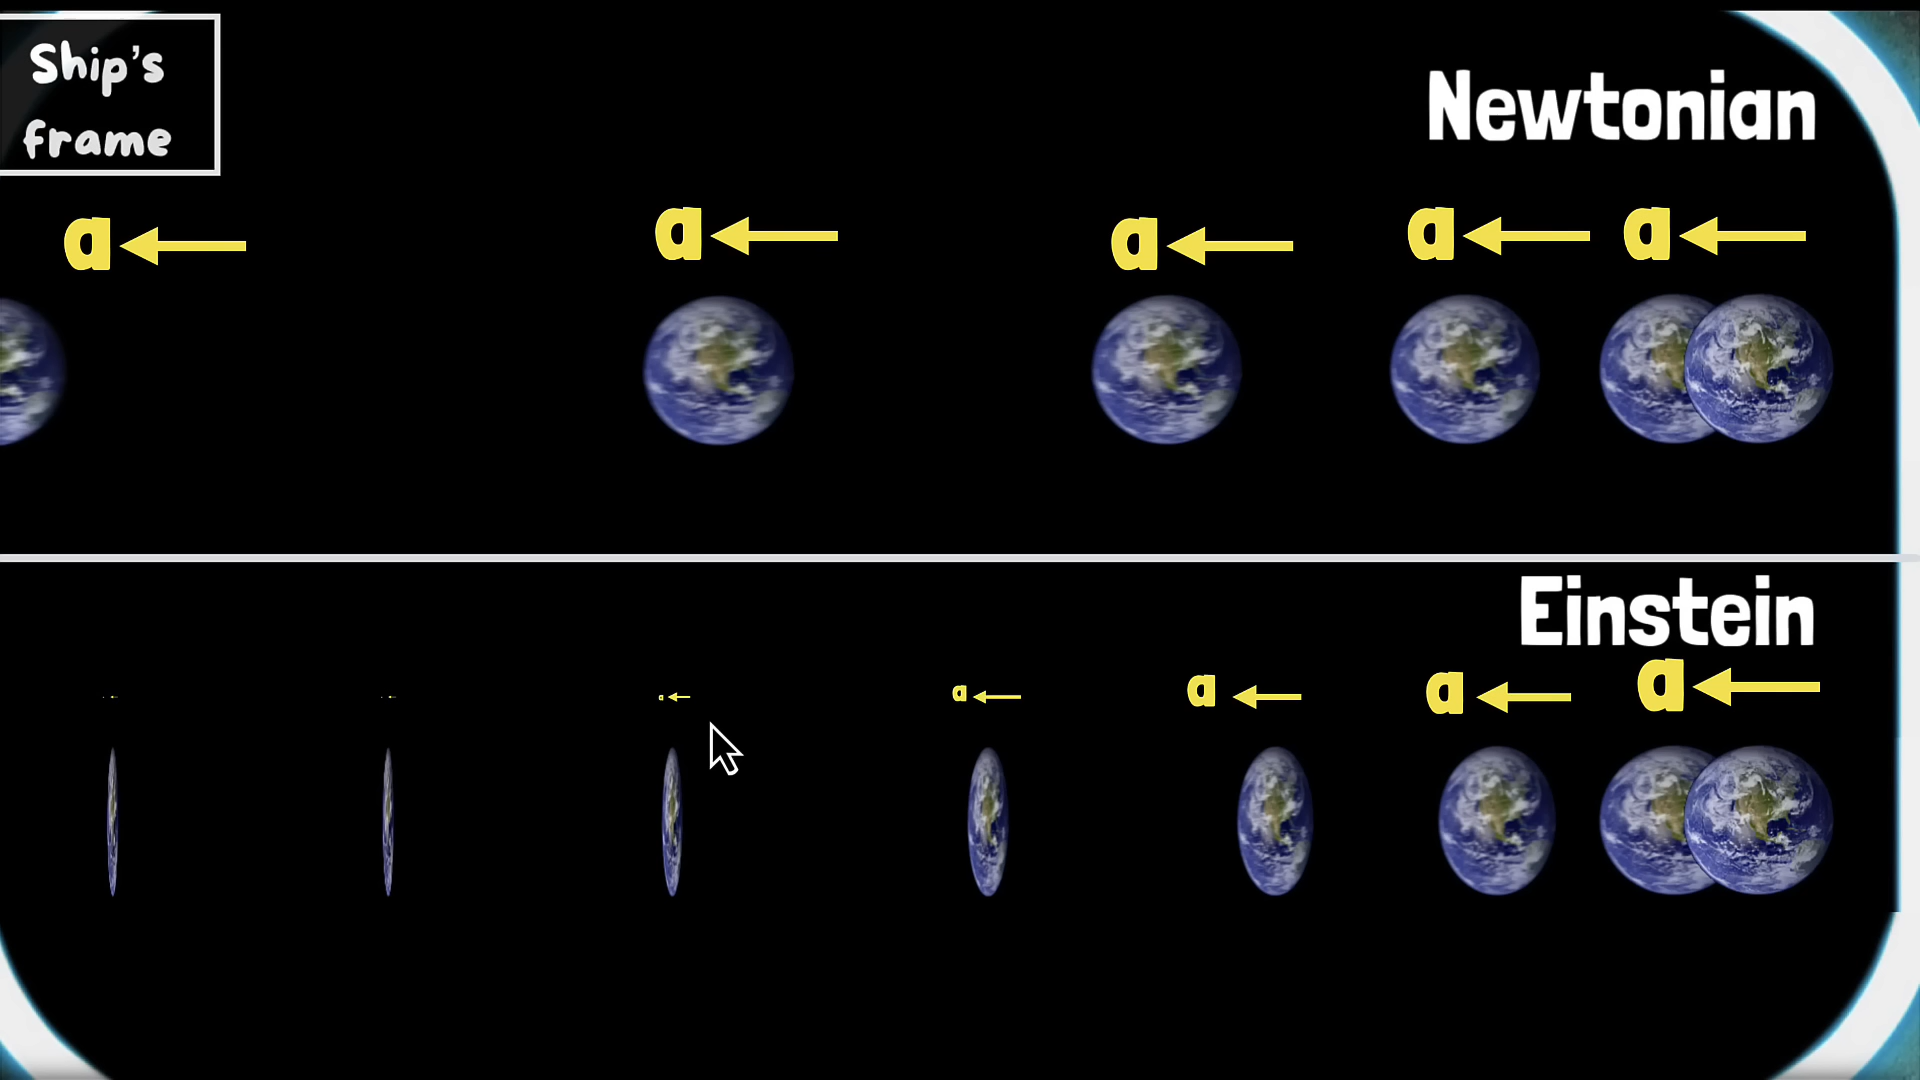 Ship's
frame
Newtonian
a a a a a
Einstein
a a a a a